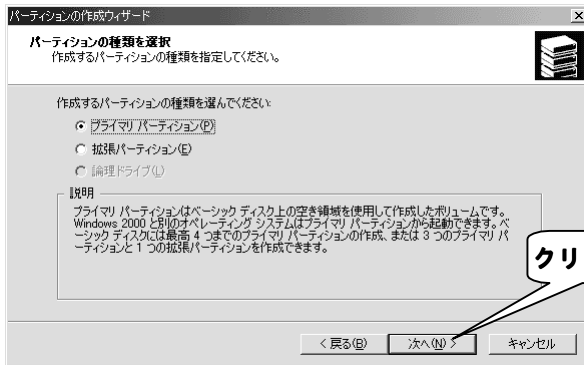 パーティションの作成ウィザード
パーティションの種類を選択
作成するパーティションの種類を指定してください。
作成するパーティションの種類を選んでください:
プライマリ パーティション(P)
拡張パーティション(E)
論理ドライブ(L)
説明
プライマリ パーティションはベーシック ディスク上の空き領域を使用して作成したボリュームです。
Windows 2000 と別のオペレーティング システムはプライマリ パーティションから起動できます。ベ
ーシック ディスクには最高 4 つまでのプライマリ パーティションの作成、または 3 つのプライマリ パ
ーティションと 1 つの拡張パーティションを作成できます。
クリ
< 戻る(B)
次へ(N) >
キャンセル